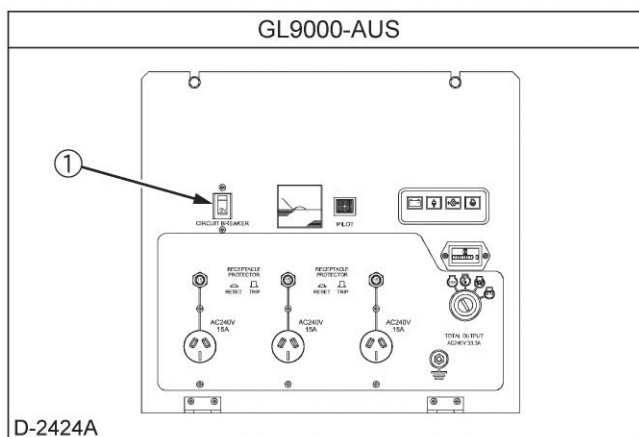 GL9000-AUS
1
CIRCUIT BREAKER
PILOT
RECEPTACLE
PROTECTOR
RESET TRIP
RECEPTACLE
PROTECTOR
RESET TRIP
AC240V
15A
AC240V
15A
AC240V
15A
TOTAL OUTPUT
AC240V 33.3A
D-2424A